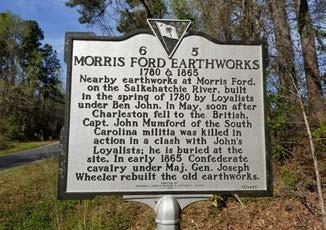 6 5
MORRIS FORD EARTHWORKS
1780 & 1865
Nearby earthworks at Morris Ford,
on the Salkehatchie River, built
in the spring of 1780 by Loyalists
under Ben John. In May, soon after
Charleston fell to the British,
Capt. John Mumford of the South
Carolina militia was killed in
action in a clash with John's
Loyalists; he is buried at the
site. In early 1865 Confederate
cavalry under Maj. Gen. Joseph
Wheeler rebuilt the old earthworks.
(Over)